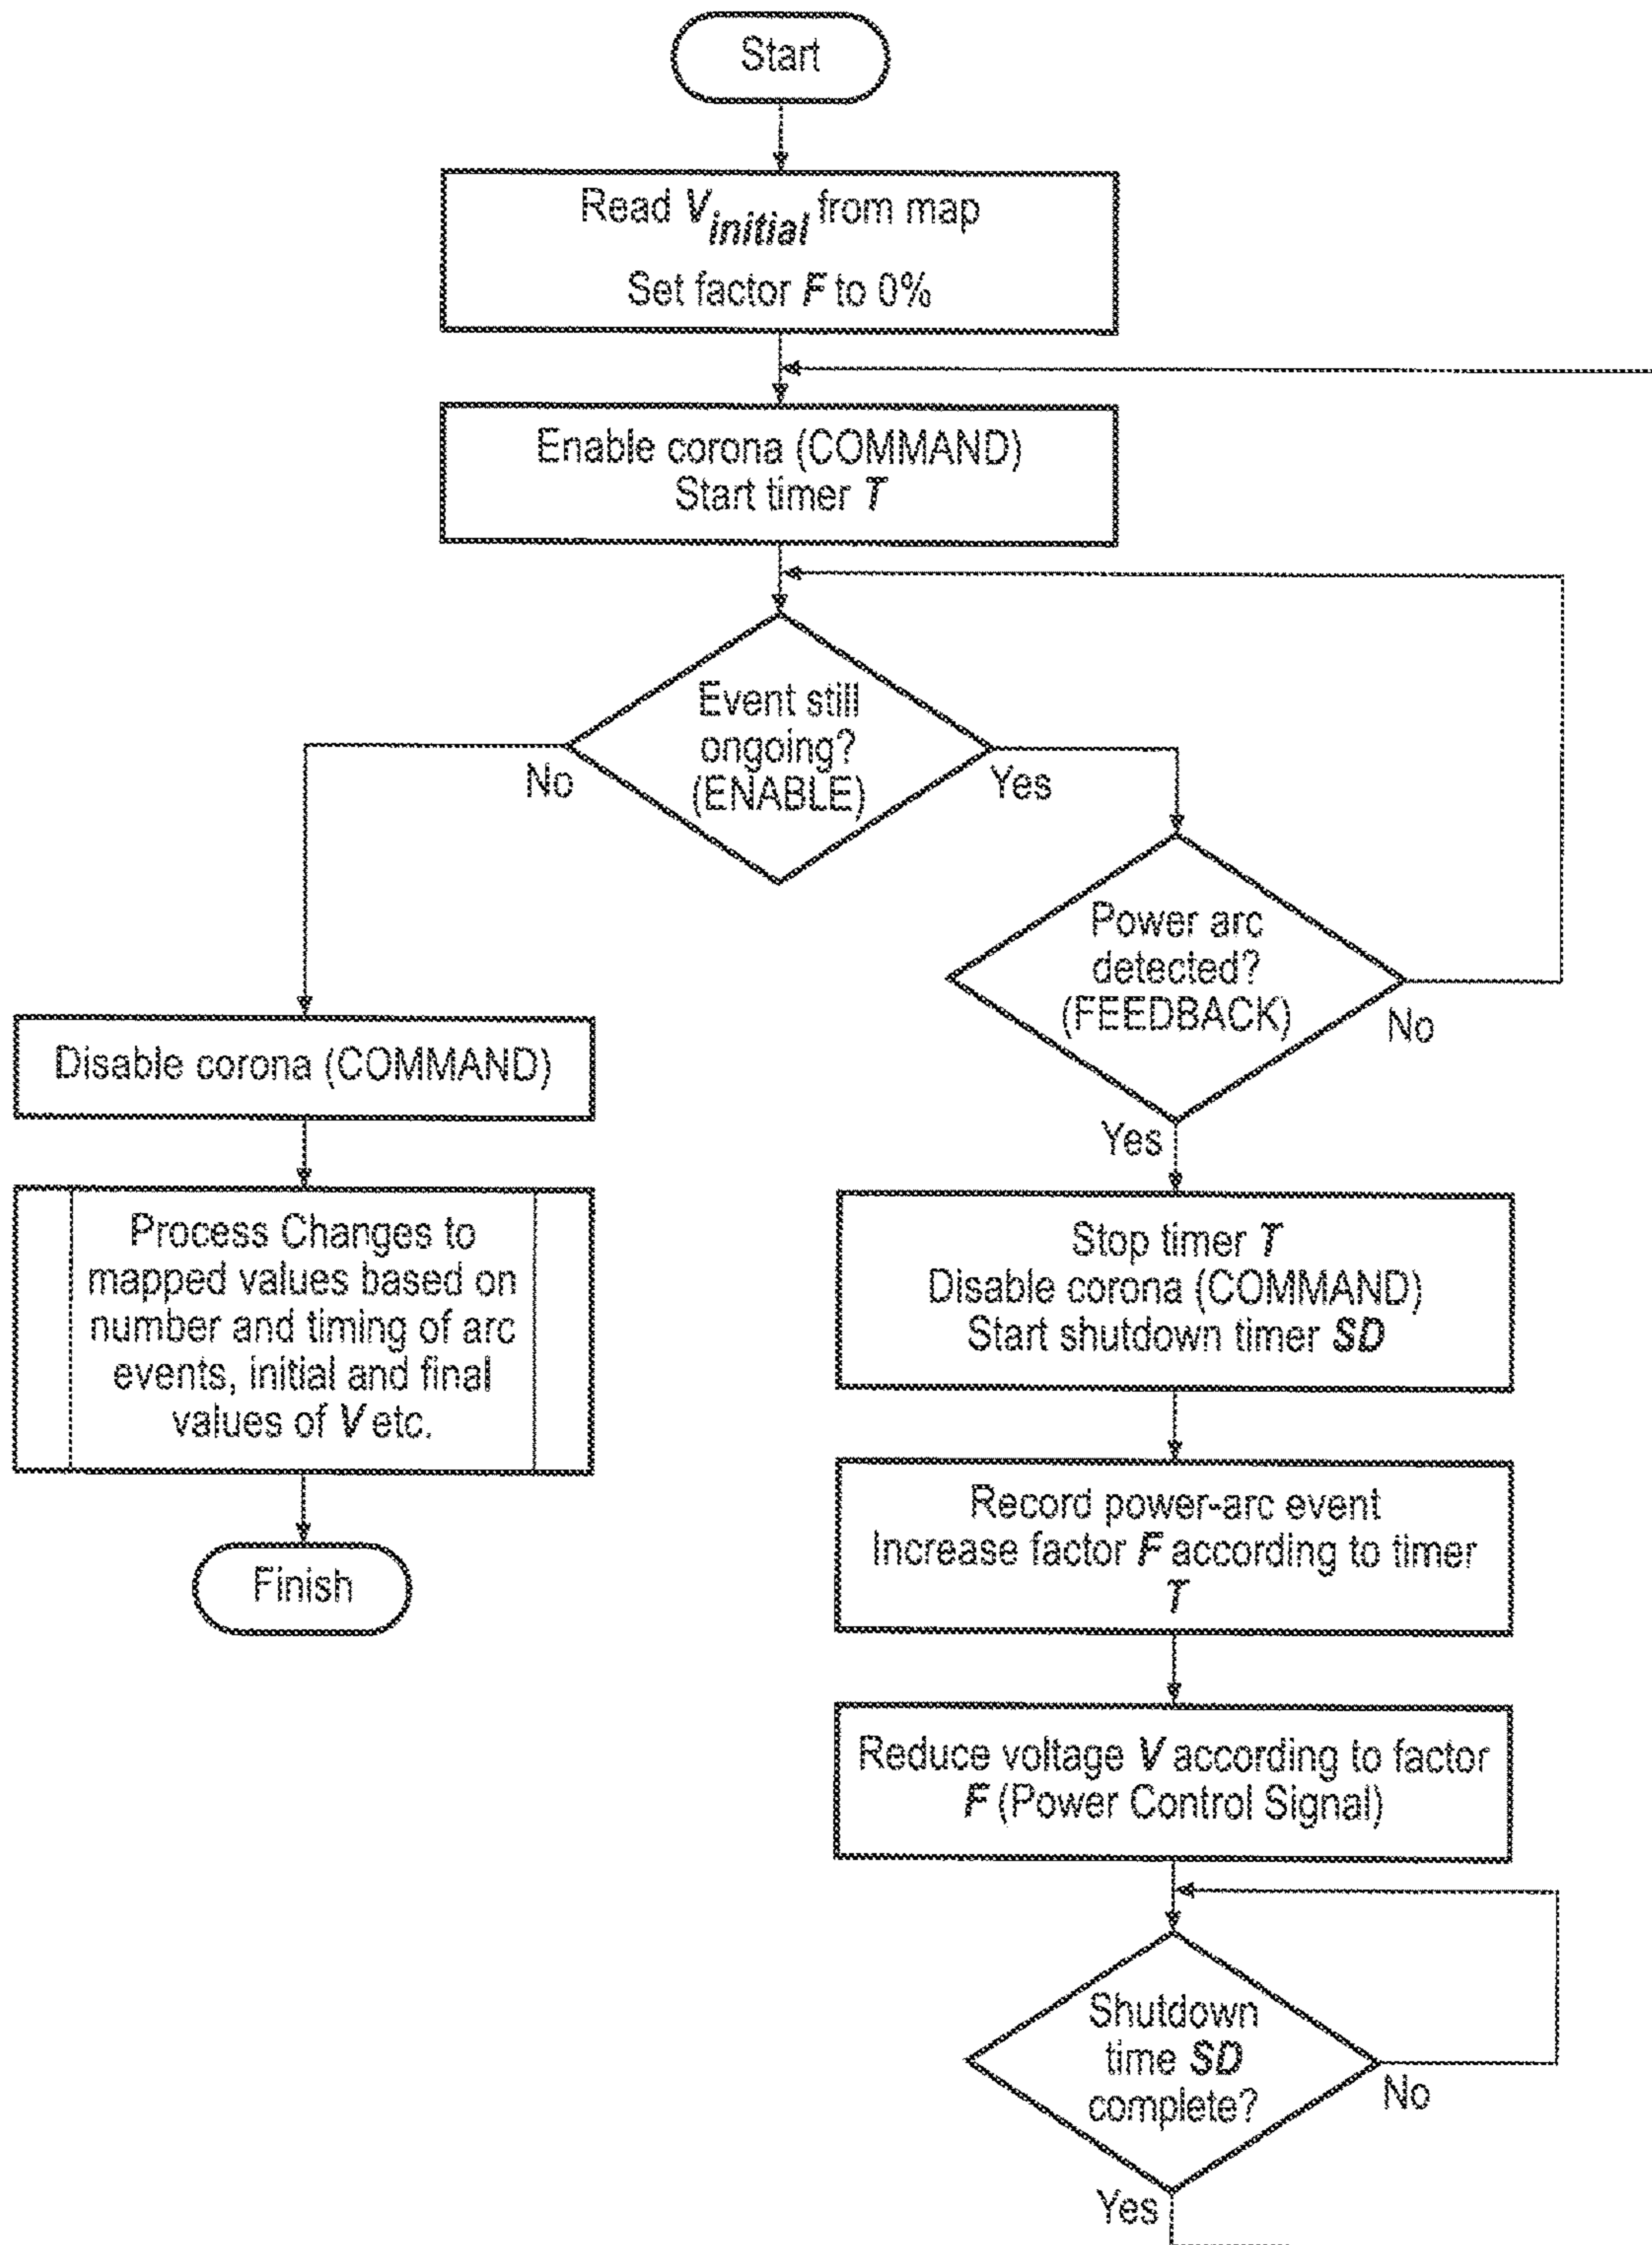 Start
Read Vinitial from map
Set factor F to 0%
Enable corona (COMMAND)
Start timer T
Event still
ongoing?
(ENABLE)
No
Yes
Power arc
detected?
(FEEDBACK)
No
Yes
Disable corona (COMMAND)
Process Changes to
mapped values based on
number and timing of arc
events, initial and final
values of V etc.
Finish
Stop timer T
Disable corona (COMMAND)
Start shutdown timer SD
Record power-arc event
Increase factor F according to timer
T
Reduce voltage V according to factor
F (Power Control Signal)
Shutdown
time SD
complete?
No
Yes